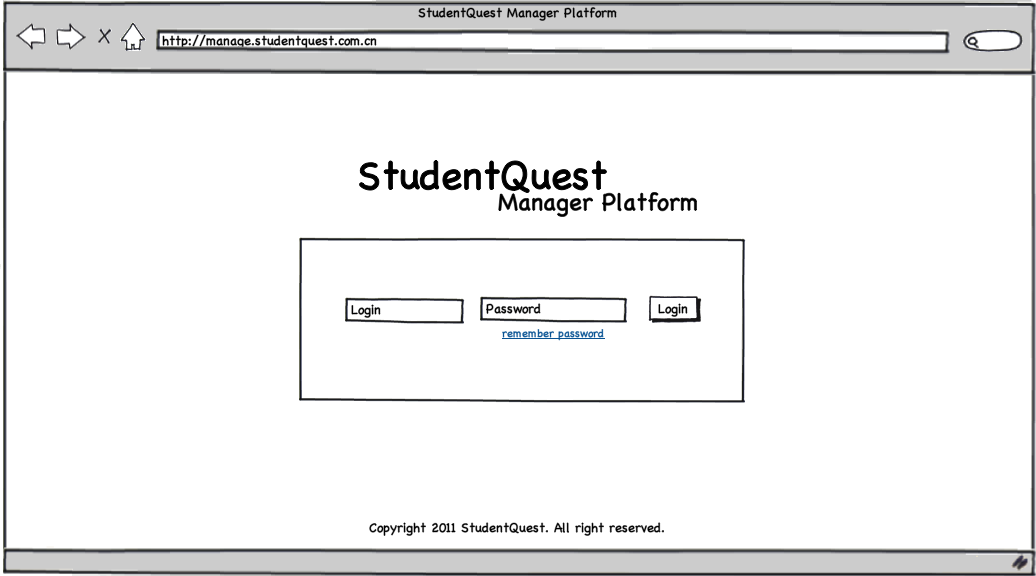 StudentQuest Manager Platform
http://manage.studentquest.com.cn
StudentQuest
Manager Platform
Login Password Login
remember password
Copyright 2011 StudentQuest. All right reserved.